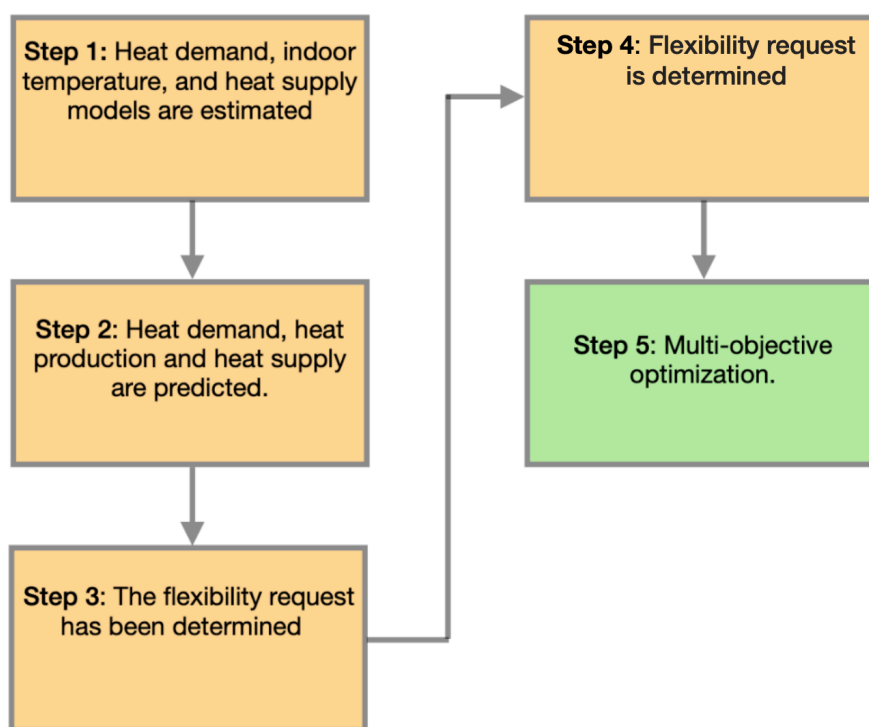 Step 1: Heat demand, indoor
temperature, and heat supply
models are estimated
Step 2: Heat demand, heat
production and heat supply
are predicted.
Step 3: The flexibility request
has been determined
Step 4: Flexibility request
is determined
Step 5: Multi-objective
optimization.